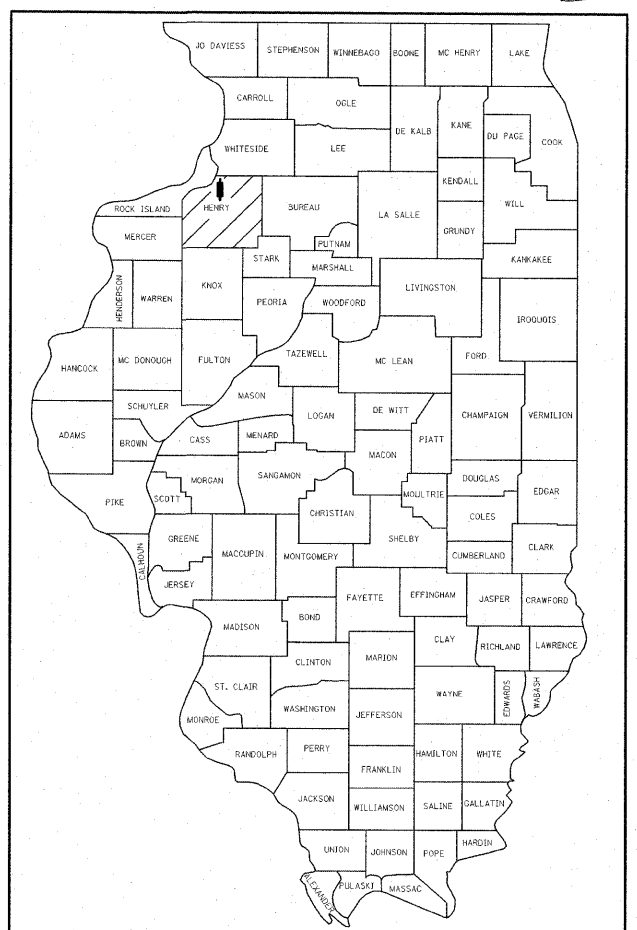 JO DAVIESS STEPHENSON WINNEBAGO BOONE MC HENRY LAKE
CARROLL OGLE
DE KALB KANE DU PAGE COOK
WHITESIDE LEE
KENDALL WILL
ROCK ISLAND HENRY BUREAU LA SALLE
MERCER PUTNAM GRUNDY
STARK MARSHALL KANKAKEE
HENDERSON WARREN KNOX PEORIA WOODFORD LIVINGSTON
IROQUOIS
HANCOCK MC DONOUGH FULTON TAZEWELL MC LEAN FORD
MASON
SCHUYLER LOGAN DE WITT CHAMPAIGN VERMILION
ADAMS BROWN CASS MENARD PIATT
MACON
MORGAN SANGAMON DOUGLAS
PIKE SCOTT MOULTRIE EDGAR
CHRISTIAN COLES
GREENE SHELBY
CALHOUN MACOUPIN MONTGOMERY CUMBERLAND CLARK
JERSEY
FAYETTE EFFINGHAM JASPER CRAWFORD
MADISON BOND
CLAY RICHLAND LAWRENCE
CLINTON MARION
ST. CLAIR WAYNE EDWARDS WABASH
WASHINGTON JEFFERSON
MONROE
RANDOLPH PERRY HAMILTON WHITE
FRANKLIN
JACKSON WILLIAMSON SALINE GALLATIN
HARDIN
UNION JOHNSON POPE
ALEXANDER PULASKI MASSAC